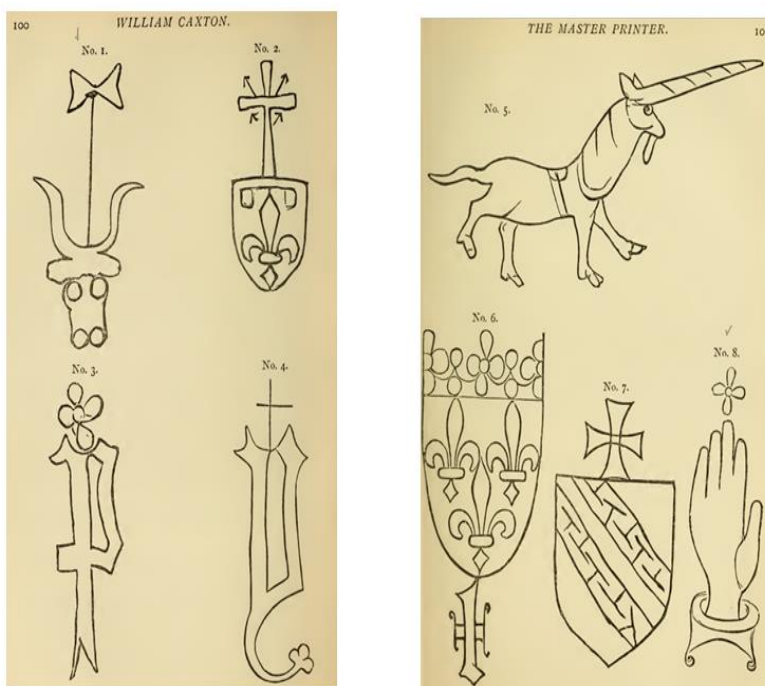 100 WILLIAM CAXTON.
No. 1.
No. 2.
No. 3.
No. 4.
THE MASTER PRINTER. 10
No. 5.
No. 6.
No. 7.
No. 8.